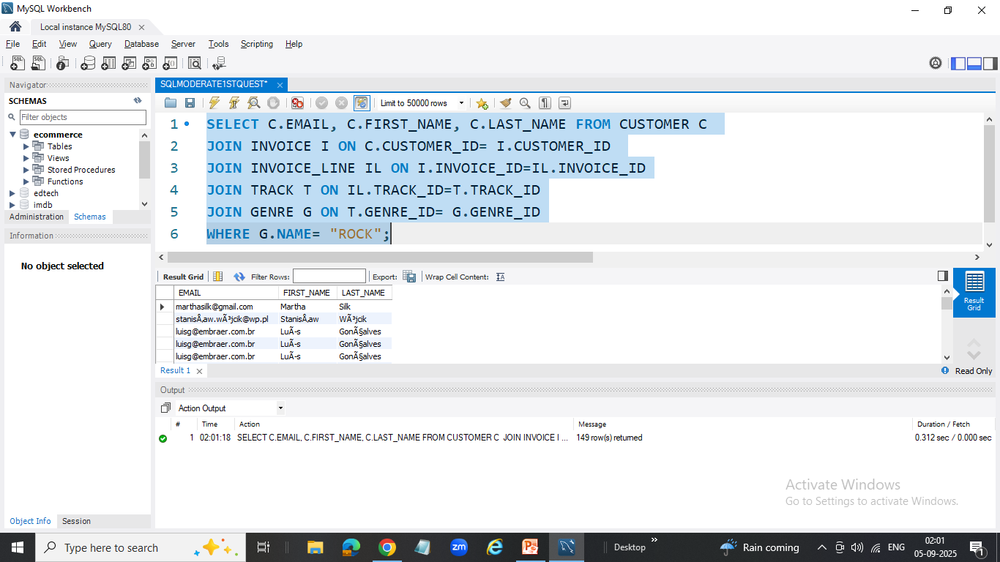 MySQL Workbench
Local instance MySQL80
File Edit View Query Database Server Tools Scripting Help
Navigator
SCHEMAS
Filter objects
ecommerce
Tables
Views
Stored Procedures
Functions
edtech
imdb
Administration Schemas
Information
No object selected
Object Info Session
SQLMODERATE1STQUEST*
Limit to 50000 rows
1 SELECT C.EMAIL, C.FIRST_NAME, C.LAST_NAME FROM CUSTOMER C
2 JOIN INVOICE I ON C.CUSTOMER_ID= I.CUSTOMER_ID
3 JOIN INVOICE_LINE IL ON I.INVOICE_ID=IL.INVOICE_ID
4 JOIN TRACK T ON IL.TRACK_ID=T.TRACK_ID
5 JOIN GENRE G ON T.GENRE_ID= G.GENRE_ID
6 WHERE G.NAME= "ROCK";
Result Grid Filter Rows: Export: Wrap Cell Content:
EMAIL FIRST_NAME LAST_NAME
marthasilk@gmail.com Martha Silk
stanisÅ‚aw.wÃ³jcik@wp.pl StanisÅ‚aw WÃ³jcik
luisg@embraer.com.br LuÃ-s GonÃ§alves
luisg@embraer.com.br LuÃ-s GonÃ§alves
luisg@embraer.com.br LuÃ-s GonÃ§alves
Result Grid
Result 1
Read Only
Output
Action Output
# Time Action Message Duration / Fetch
1 02:01:18 SELECT C.EMAIL, C.FIRST_NAME, C.LAST_NAME FROM CUSTOMER C JOIN INVOICE I ... 149 row(s) returned 0.312 sec / 0.000 sec
Activate Windows
Go to Settings to activate Windows.
Type here to search
Desktop
Rain coming
ENG
02:01
05-09-2025
1